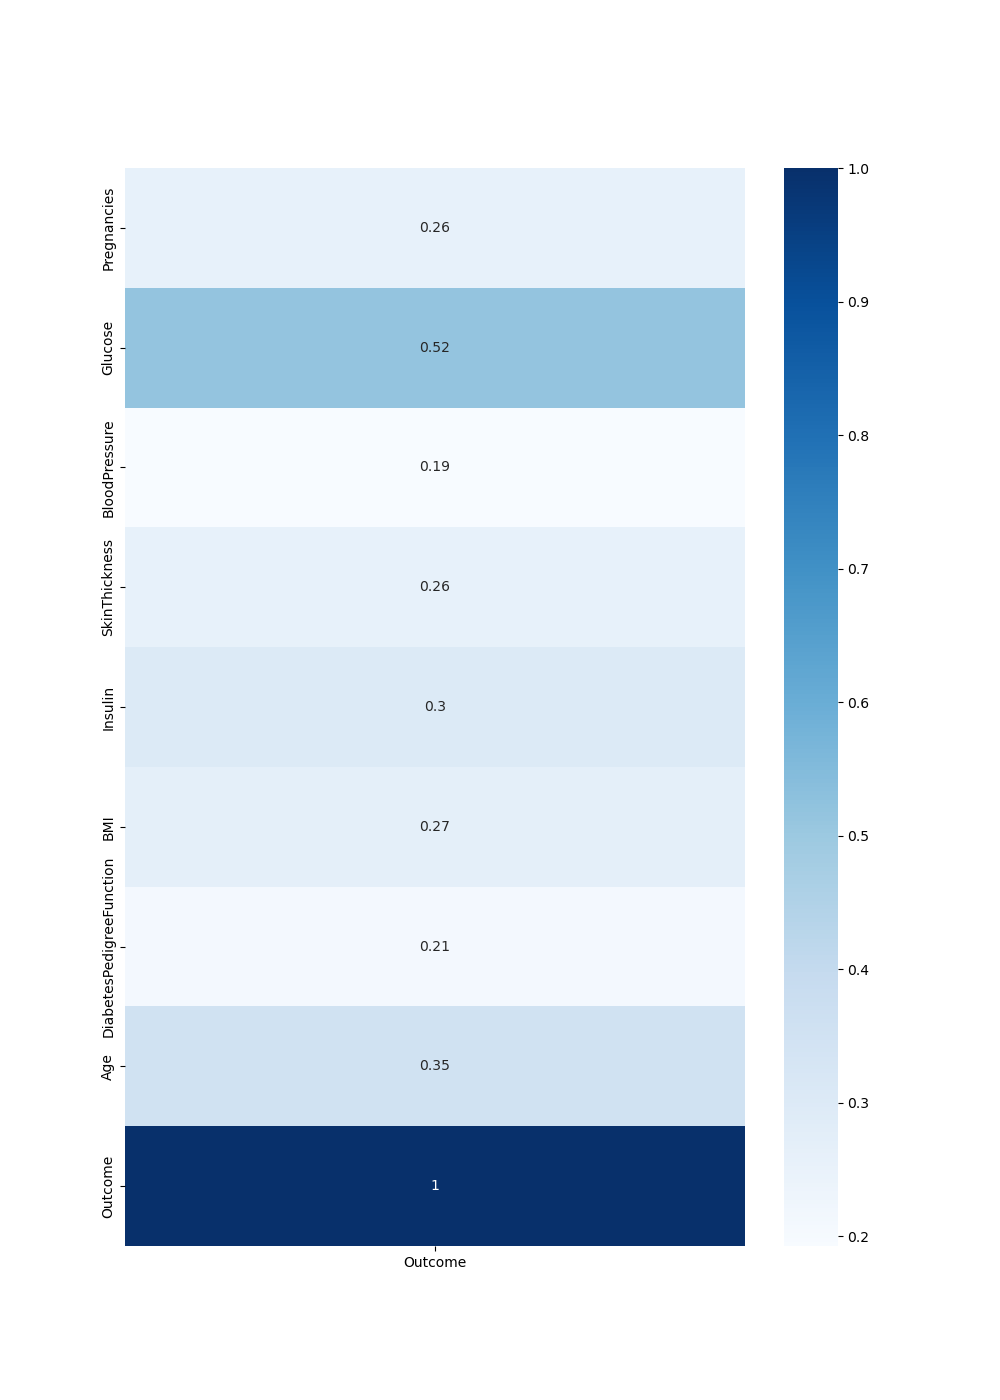 Pregnancies
0.26
Glucose
0.52
BloodPressure
0.19
SkinThickness
0.26
Insulin
0.3
BMI
0.27
DiabetesPedigreeFunction
0.21
Age
0.35
Outcome
1
Outcome
1.0
0.9
0.8
0.7
0.6
0.5
0.4
0.3
0.2